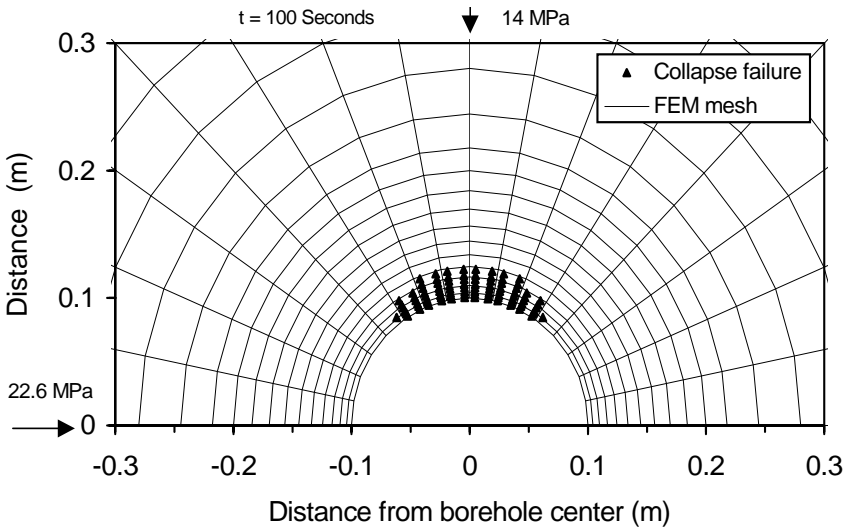 t = 100 Seconds
14 MPa
0.3
Collapse failure
FEM mesh
0.2
Distance (m)
0.1
22.6 MPa
0
-0.3 -0.2 -0.1 0 0.1 0.2 0.3
Distance from borehole center (m)